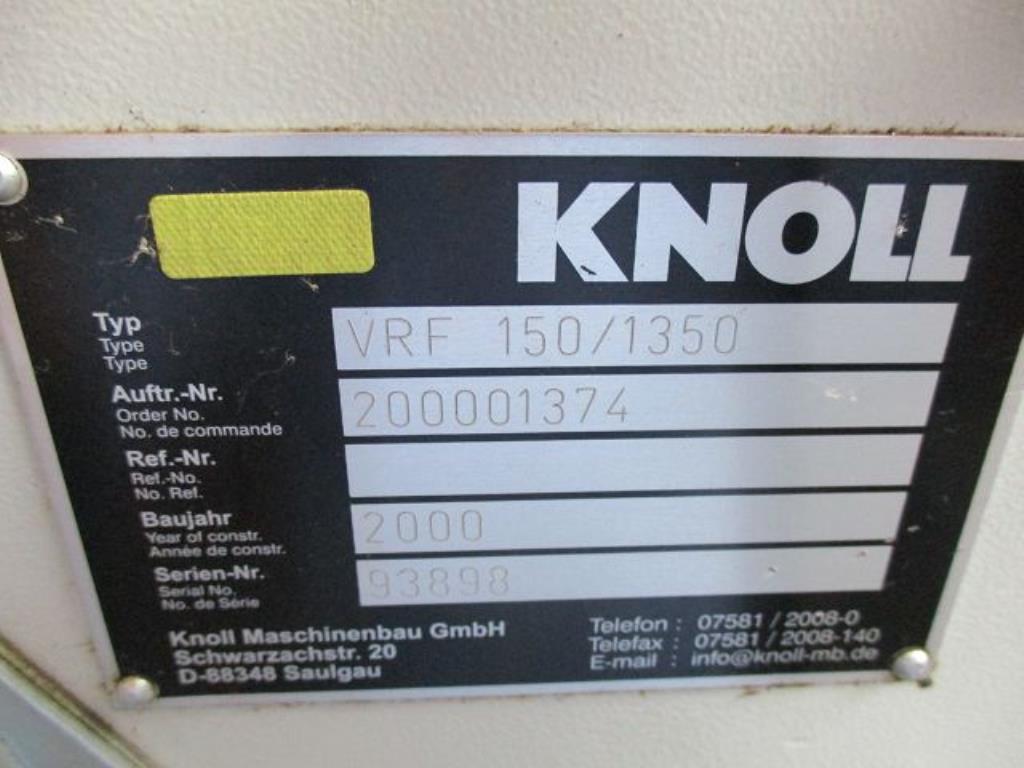 KNOLL
Typ
Type
Type
VRF 150/1350
Auftr.-Nr.
Order No.
No. de commande
200001374
Ref.-Nr.
Ref.-No.
No. Ref.
Baujahr
Year of constr.
Année de constr.
2000
Serien-Nr.
Serial No.
No. de Série
93898
Knoll Maschinenbau GmbH
Schwarzachstr. 20
D-88348 Saulgau
Telefon : 07581 / 2008-0
Telefax : 07581 / 2008-140
E-mail : info@knoll-mb.de